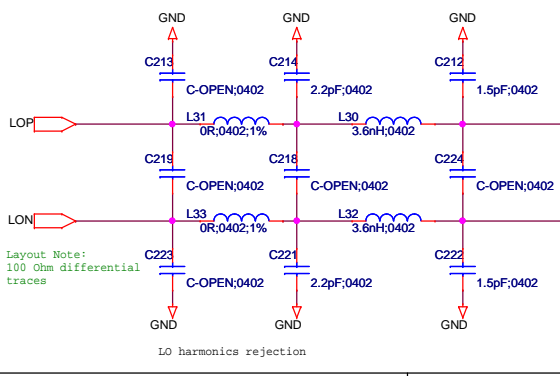 GND
GND
GND
C213
C214
C212
C-OPEN;0402
2.2pF;0402
1.5pF;0402
LOP
L31
L30
0R;0402;1%
3.6nH;0402
C219
C218
C224
C-OPEN;0402
C-OPEN;0402
C-OPEN;0402
LON
L33
L32
0R;0402;1%
3.6nH;0402
Layout Note:
100 Ohm differential
traces
C223
C221
C222
C-OPEN;0402
2.2pF;0402
1.5pF;0402
GND
GND
GND
LO harmonics rejection